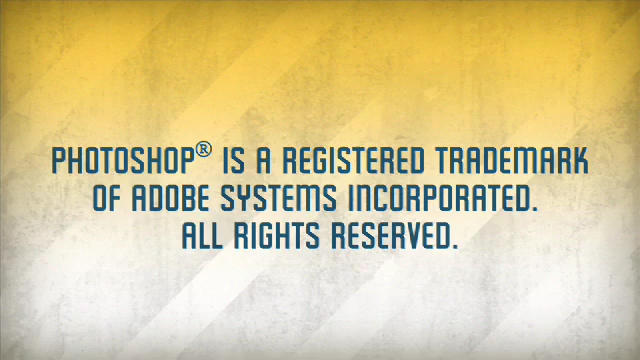 PHOTOSHOP® IS A REGISTERED TRADEMARK
OF ADOBE SYSTEMS INCORPORATED.
ALL RIGHTS RESERVED.